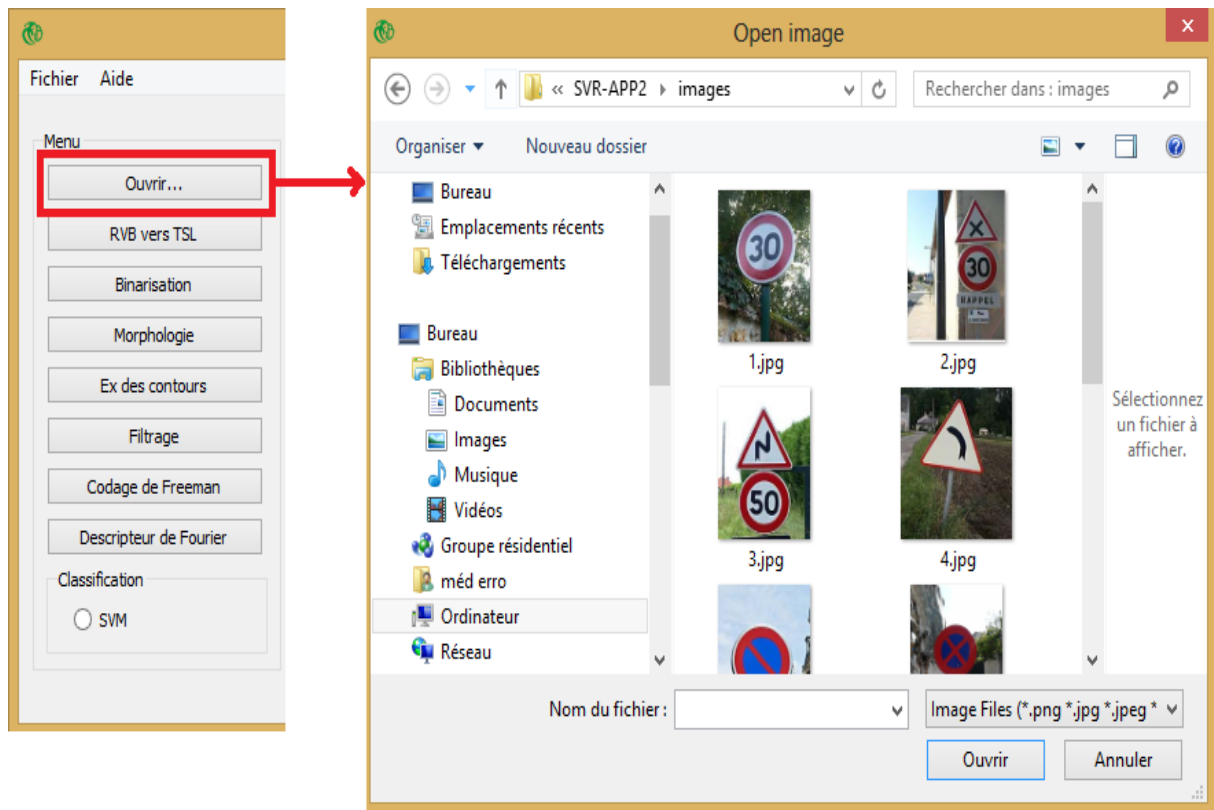 Fichier Aide
Menu
Ouvrir...
RVB vers TSL
Binarisation
Morphologie
Ex des contours
Filtrage
Codage de Freeman
Descripteur de Fourier
Classification
SVM
Open image
x
« SVR-APP2 images
Rechercher dans : images
Organiser Nouveau dossier
Bureau
Emplacements récents
Téléchargements
Bureau
Bibliothèques
Documents
Images
Musique
Vidéos
Groupe résidentiel
méd erro
Ordinateur
Réseau
30
1.jpg
30
RAPPEL
2.jpg
50
3.jpg
4.jpg
Sélectionnez
un fichier à
afficher.
Nom du fichier :
Image Files (*.png *.jpg *.jpeg *
Ouvrir Annuler